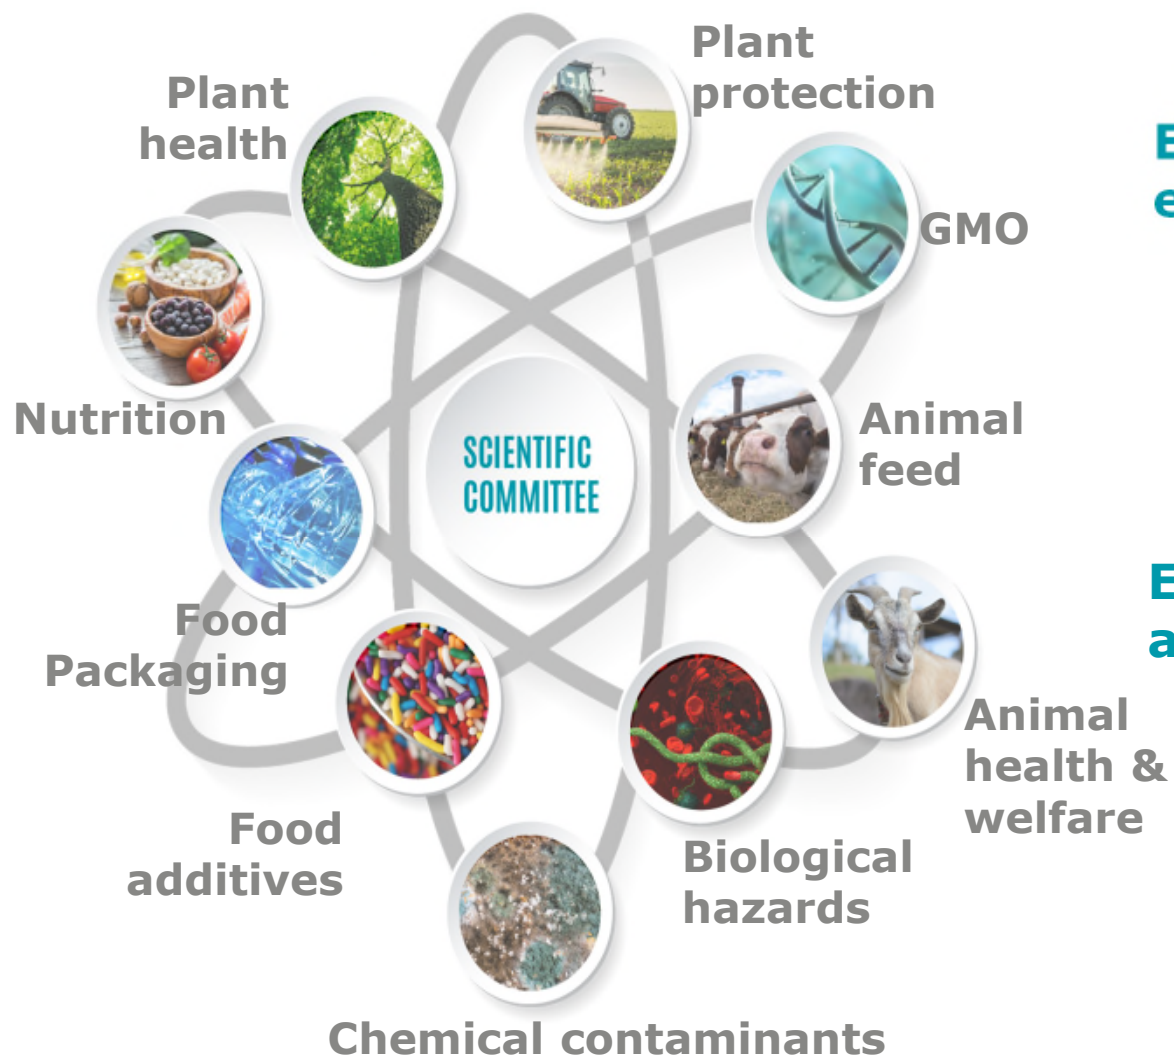 Plant
protection
Plant
health
GMO
Nutrition
SCIENTIFIC
COMMITTEE
Animal
feed
Food
Packaging
Animal
health &
welfare
Food
additives
Biological
hazards
Chemical contaminants